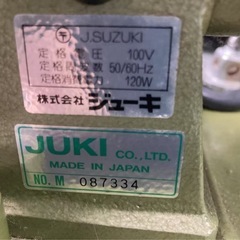 J.SUZUKI
定格電圧 100V
定格周波数 50/60Hz
定格消費電力 120W
株式会社 ジューキ
JUKI CO., LTD.
MADE IN JAPAN
NO. M 087334